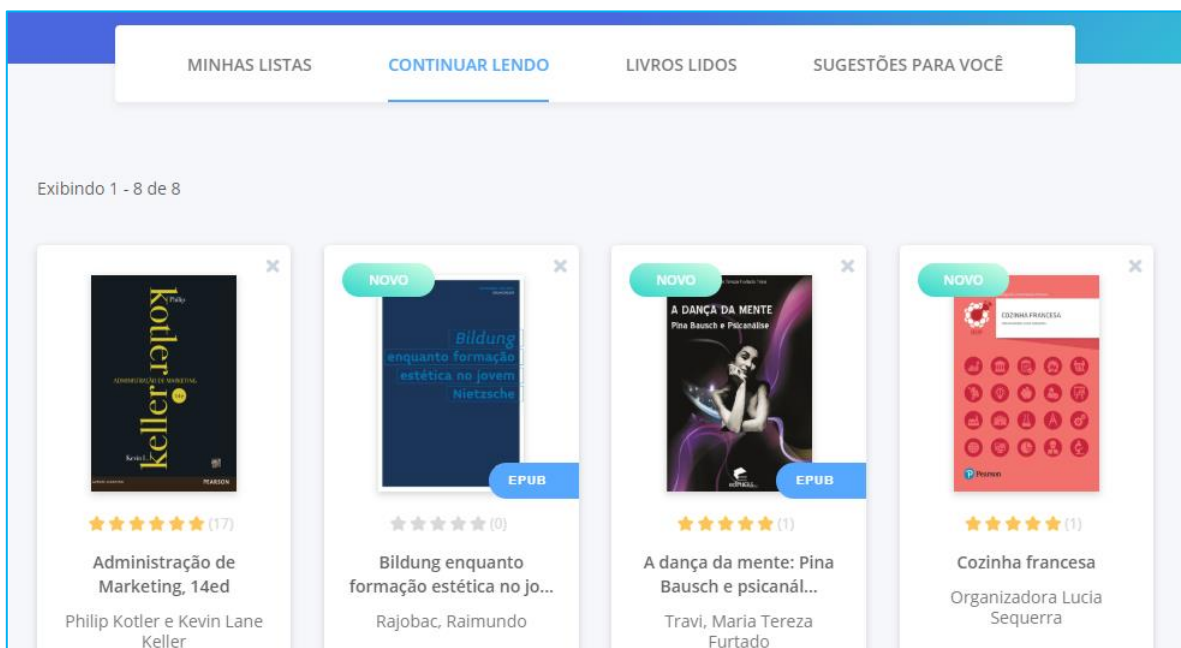 MINHAS LISTAS CONTINUAR LENDO LIVROS LIDOS SUGESTÕES PARA VOCÊ
Exibindo 1 - 8 de 8
Philip
Kotler
ADMINISTRAÇÃO DE MARKETING
14e
keller
Kevin L.
PEARSON
(17)
Administração de
Marketing, 14ed
Philip Kotler e Kevin Lane
Keller
NOVO
Bildung
enquanto formação
estética no jovem
Nietzsche
EPUB
(0)
Bildung enquanto
formação estética no jo...
Rajobac, Raimundo
NOVO
A DANÇA DA MENTE
Pina Bausch e Psicanálise
EPUB
(1)
A dança da mente: Pina
Bausch e psicanál...
Travi, Maria Tereza
Furtado
NOVO
COZINHA FRANCESA
Pearson
(1)
Cozinha francesa
Organizadora Lucia
Sequerra